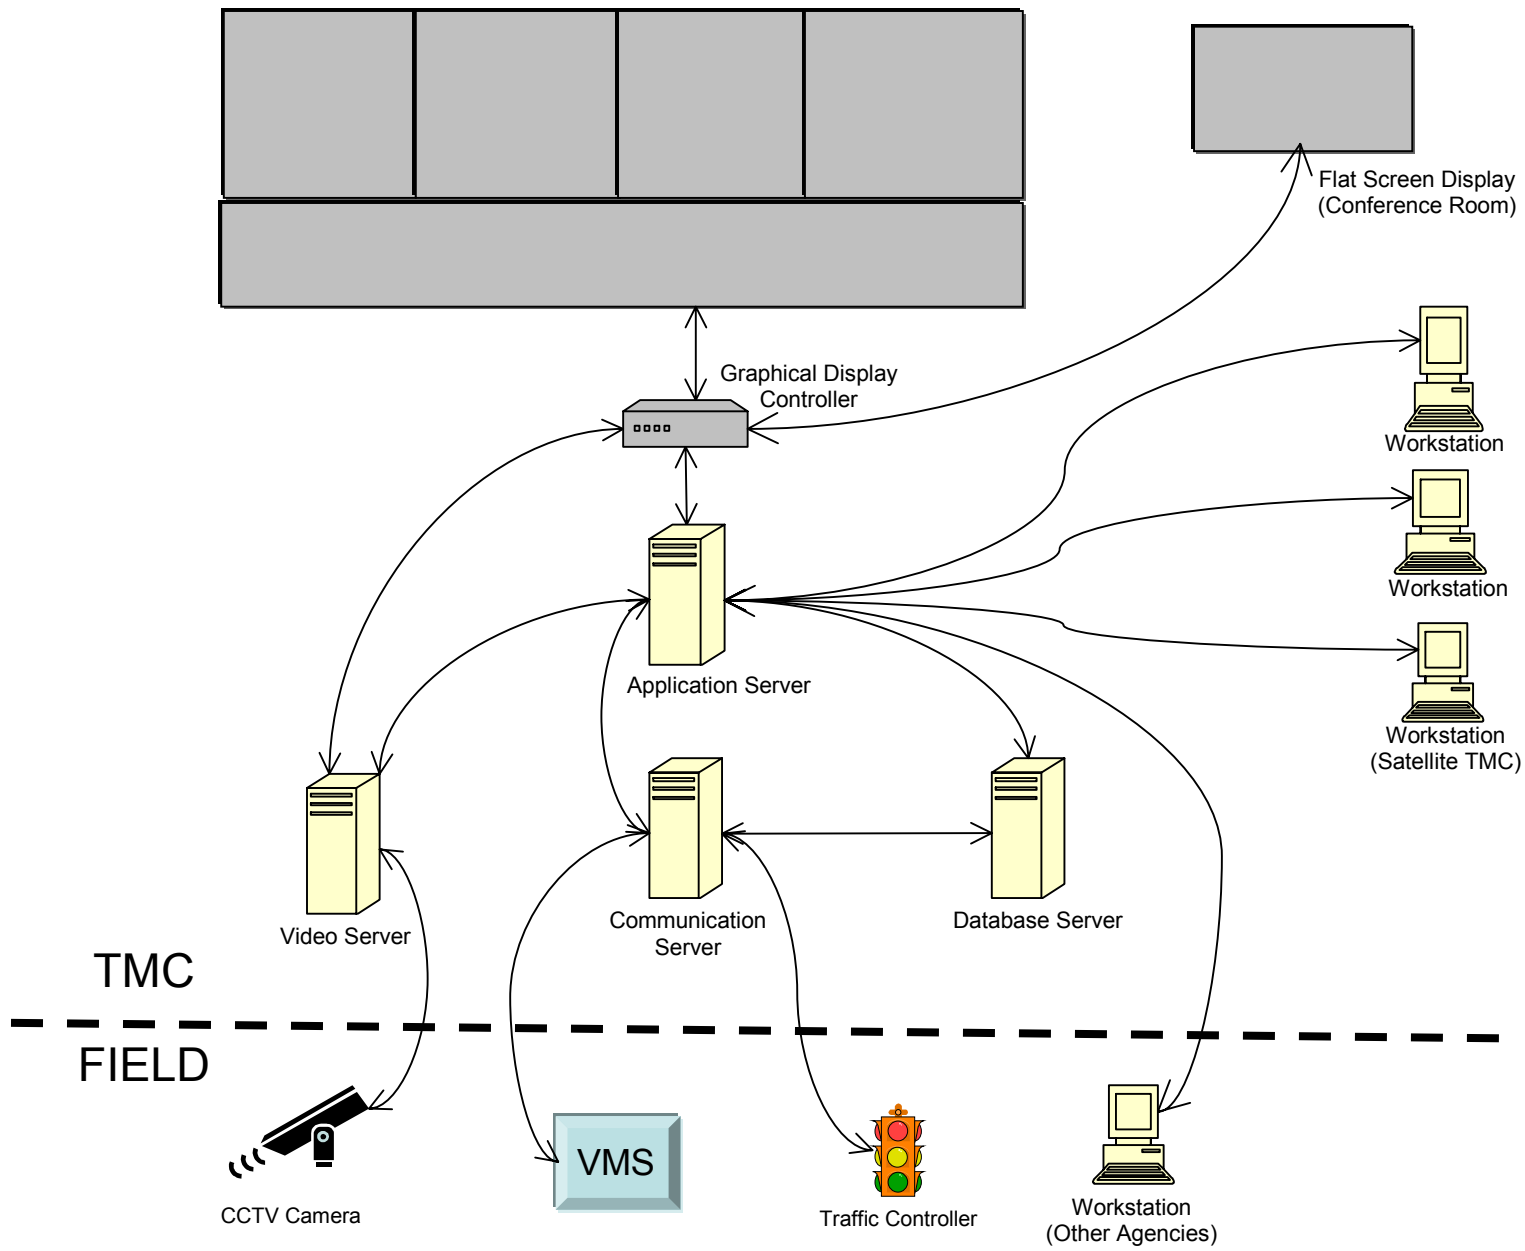 Flat Screen Display
(Conference Room)
Graphical Display
Controller
Workstation
Workstation
Application Server
Workstation
(Satellite TMC)
Video Server
Communication
Server
Database Server
TMC
FIELD
VMS
CCTV Camera
Traffic Controller
Workstation
(Other Agencies)